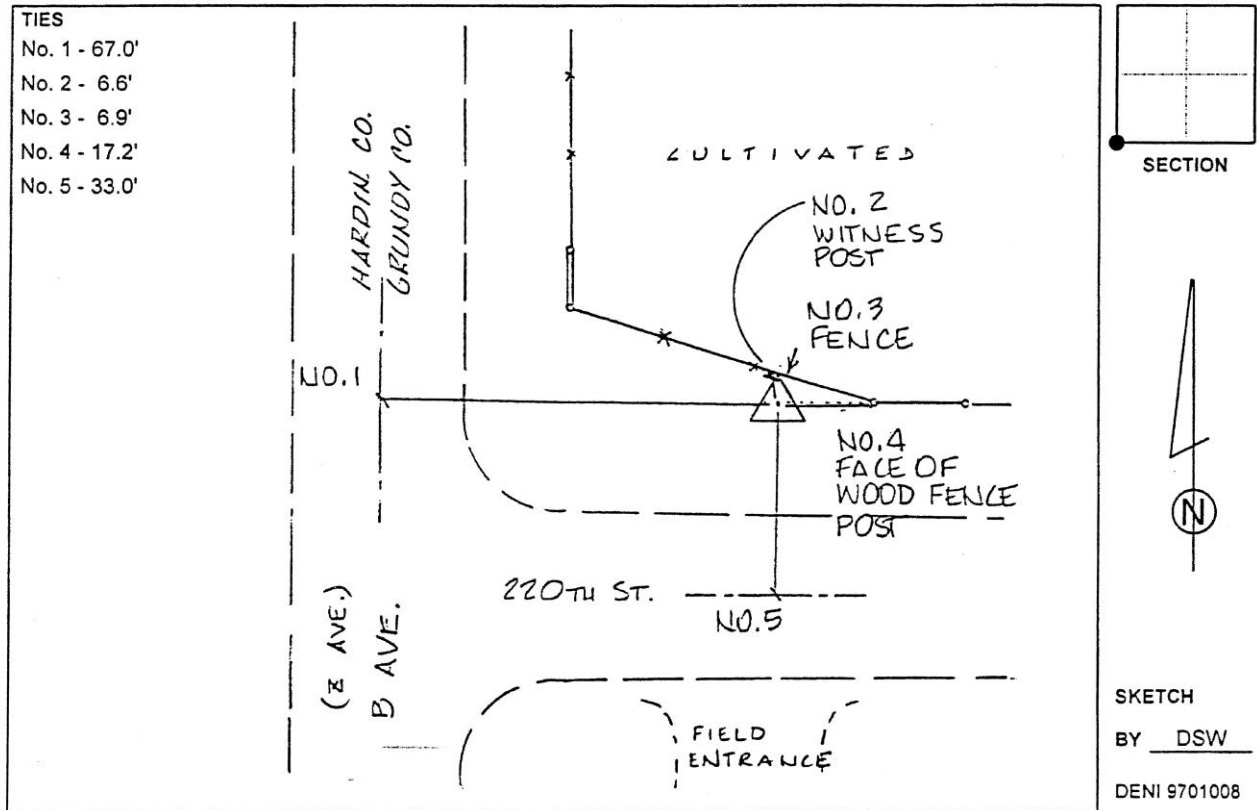 TIES
No. 1 - 67.0'
No. 2 - 6.6'
No. 3 - 6.9'
No. 4 - 17.2'
No. 5 - 33.0'
HARDIN CO.
GRUNDY CO.
CULTIVATED
NO. 2
WITNESS
POST
NO.3
FENCE
NO.1
NO.4
FACE OF
WOOD FENCE
POST
220TH ST.
NO.5
(Z AVE.)
B AVE.
FIELD
ENTRANCE
SECTION
N
SKETCH
BY DSW
DENI 9701008